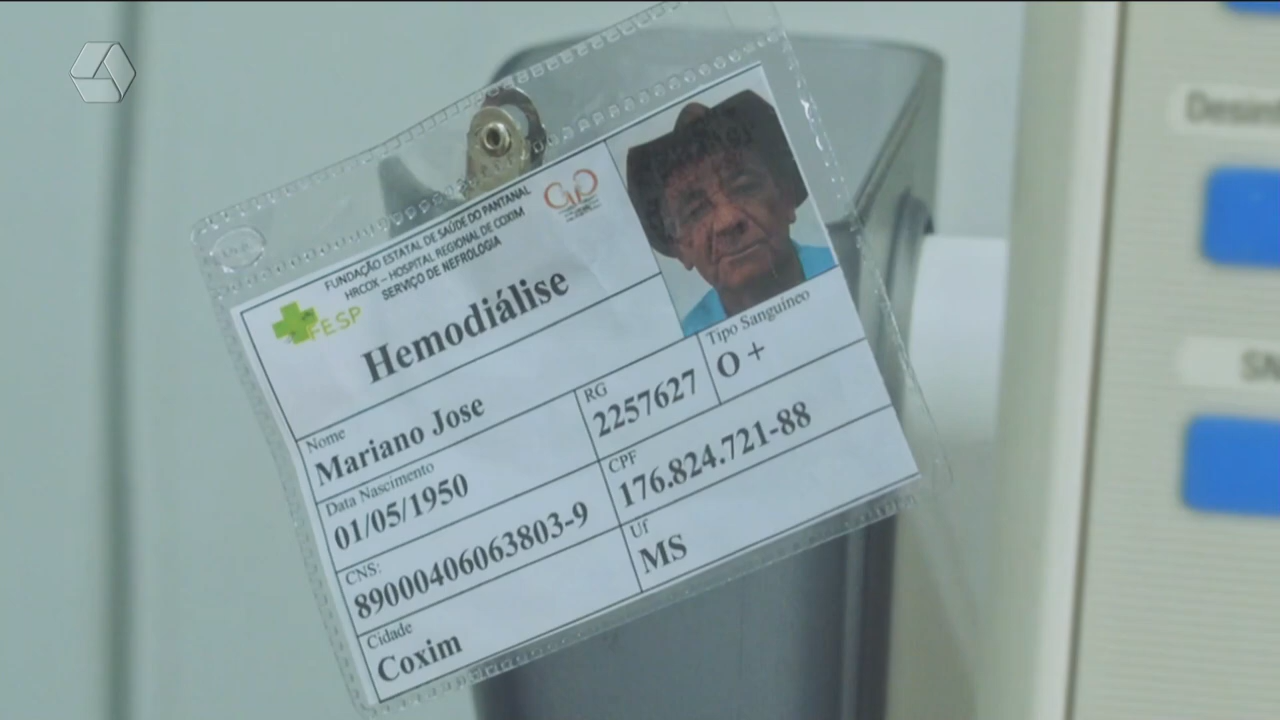 FUNDAÇÃO ESTATAL DE SAÚDE DO PANTANAL
HRCOX – HOSPITAL REGIONAL DE COXIM
SERVIÇO DE NEFROLOGIA
FESP
Hemodiálise
Nome
Mariano Jose
RG
2257627
Tipo Sanguíneo
O +
Data Nascimento
01/05/1950
CPF
176.824.721-88
CNS:
89000406063803-9
Uf
MS
Cidade
Coxim